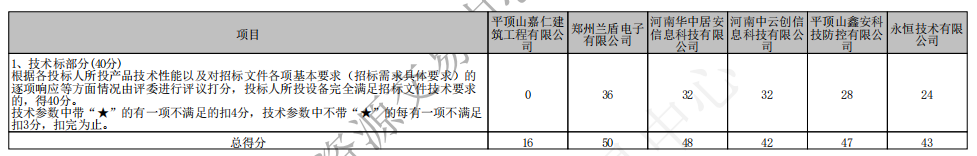 项目
平顶山嘉仁建
筑工程有限公
司
郑州兰盾电子
有限公司
河南华中居安
信息科技有限
公司
河南中云创信
息科技有限公
司
平顶山鑫安科
技防控有限公
司
永恒技术有限
公司
1、技术标部分(40分)
根据各投标人所投产品技术性能以及对招标文件各项基本要求(招标需求具体要求)的
逐项响应等方面情况由评委进行评议打分,投标人所投设备完全满足招标文件技术要求
的,得40分。
技术参数中带“★”的有一项不满足的扣4分,技术参数中不带“★”的每有一项不满足
扣3分,扣完为止。
0
36
32
32
28
24
总得分
16
50
48
42
47
43
资源交易中心
中心